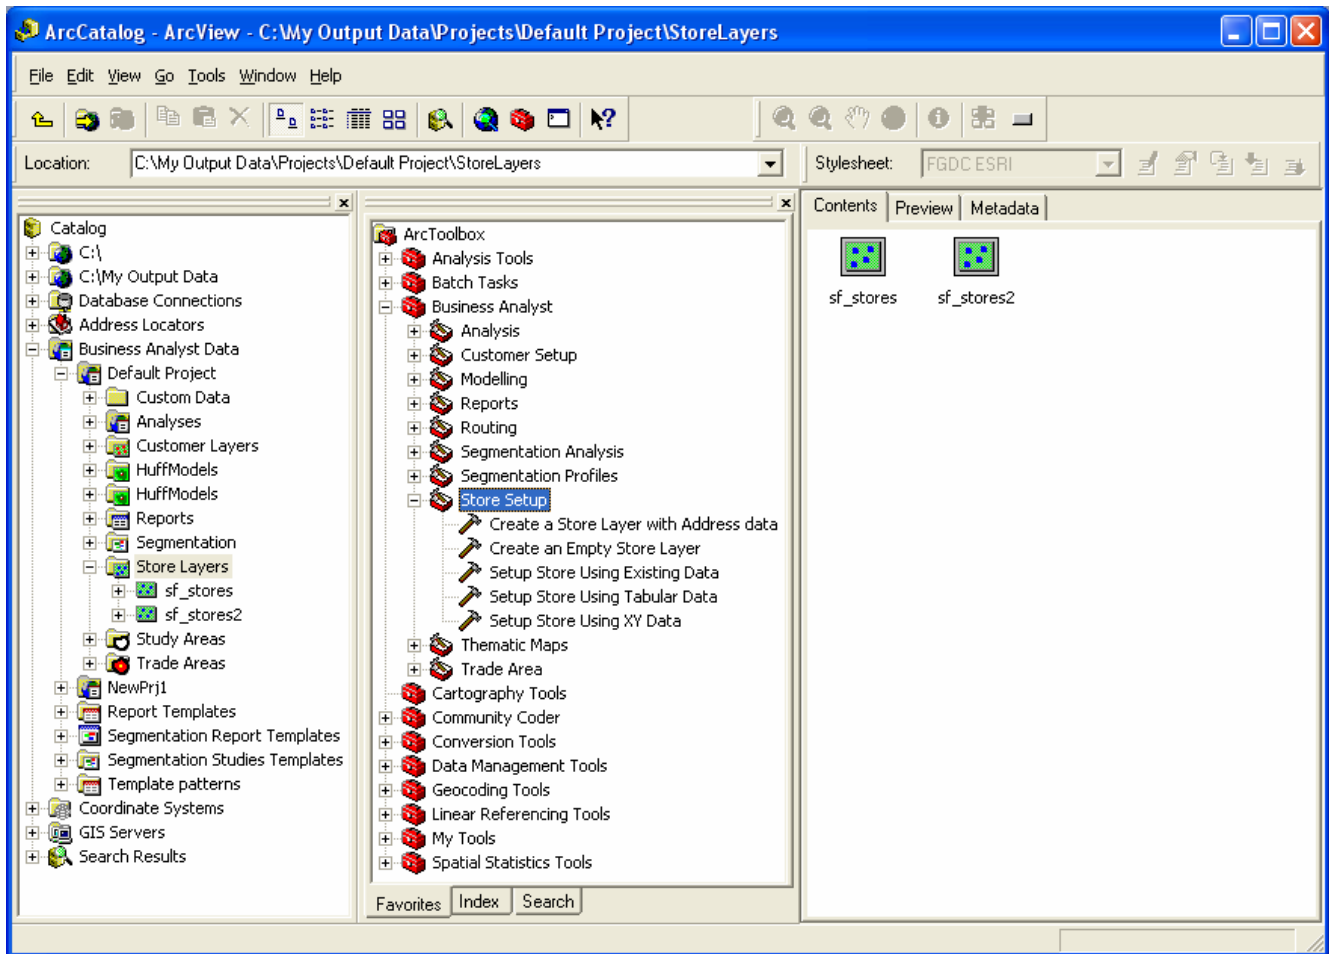 ArcCatalog - ArcView - C:\My Output Data\Projects\Default Project\StoreLayers
File Edit View Go Tools Window Help
Location: C:\My Output Data\Projects\Default Project\StoreLayers
Stylesheet: FGDC ESRI
Catalog
C:\
C:\My Output Data
Database Connections
Address Locators
Business Analyst Data
Default Project
Custom Data
Analyses
Customer Layers
HuffModels
HuffModels
Reports
Segmentation
Store Layers
sf_stores
sf_stores2
Study Areas
Trade Areas
NewPrj1
Report Templates
Segmentation Report Templates
Segmentation Studies Templates
Template patterns
Coordinate Systems
GIS Servers
Search Results
ArcToolbox
Analysis Tools
Batch Tasks
Business Analyst
Analysis
Customer Setup
Modelling
Reports
Routing
Segmentation Analysis
Segmentation Profiles
Store Setup
Create a Store Layer with Address data
Create an Empty Store Layer
Setup Store Using Existing Data
Setup Store Using Tabular Data
Setup Store Using XY Data
Thematic Maps
Trade Area
Cartography Tools
Community Coder
Conversion Tools
Data Management Tools
Geocoding Tools
Linear Referencing Tools
My Tools
Spatial Statistics Tools
Favorites Index Search
Contents Preview Metadata
sf_stores sf_stores2